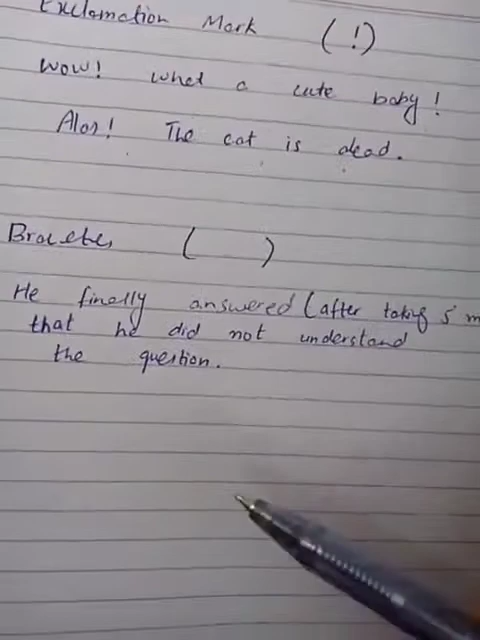 Exclamation Mark (!)
Wow! What a cute baby!
Alas! The cat is dead.
Brackets ( )
He finally answered (after taking 5 m
that he did not understand
the question.